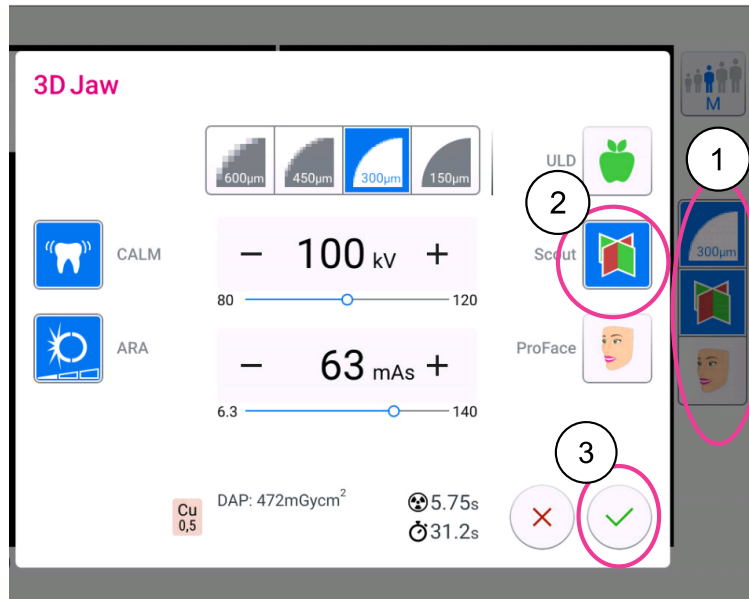 3D Jaw
M
600µm 450µm 300µm 150µm
ULD
1
2
CALM
− 100 kV +
Scout
300µm
80 120
ARA
− 63 mAs +
ProFace
6.3 140
3
Cu
0,5
DAP: 472mGycm²
5.75s
31.2s